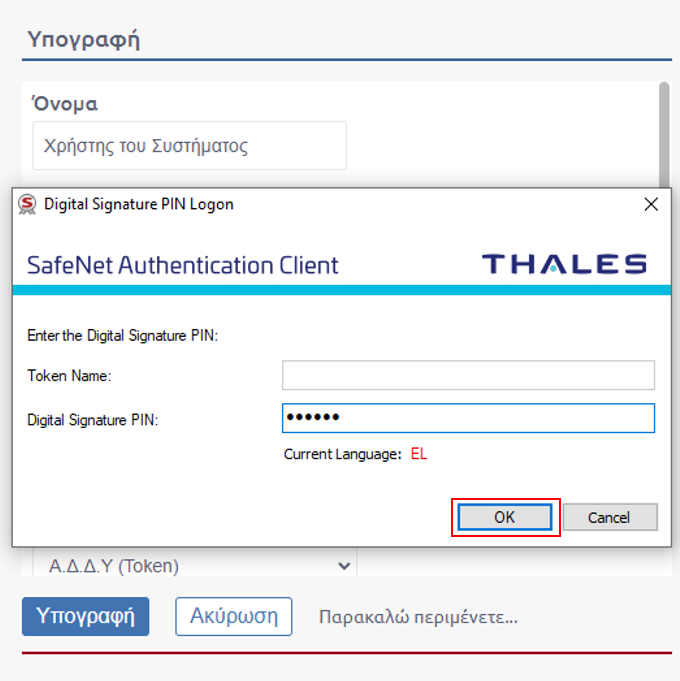 Υπογραφή
Όνομα
Χρήστης του Συστήματος
Digital Signature PIN Logon
SafeNet Authentication Client
THALES
Enter the Digital Signature PIN:
Token Name:
Digital Signature PIN: ••••••
Current Language: EL
OK Cancel
Α.Δ.Δ.Υ (Token)
Υπογραφή Ακύρωση Παρακαλώ περιμένετε...